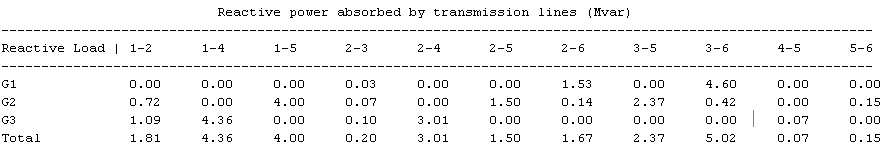 Reactive power absorbed by transmission lines (Mvar)
Reactive Load | 1-2 1-4 1-5 2-3 2-4 2-5 2-6 3-5 3-6 4-5 5-6
G1 0.00 0.00 0.00 0.03 0.00 0.00 1.53 0.00 4.60 0.00 0.00
G2 0.72 0.00 4.00 0.07 0.00 1.50 0.14 2.37 0.42 0.00 0.15
G3 1.09 4.36 0.00 0.10 3.01 0.00 0.00 0.00 0.00 0.07 0.00
Total 1.81 4.36 4.00 0.20 3.01 1.50 1.67 2.37 5.02 0.07 0.15